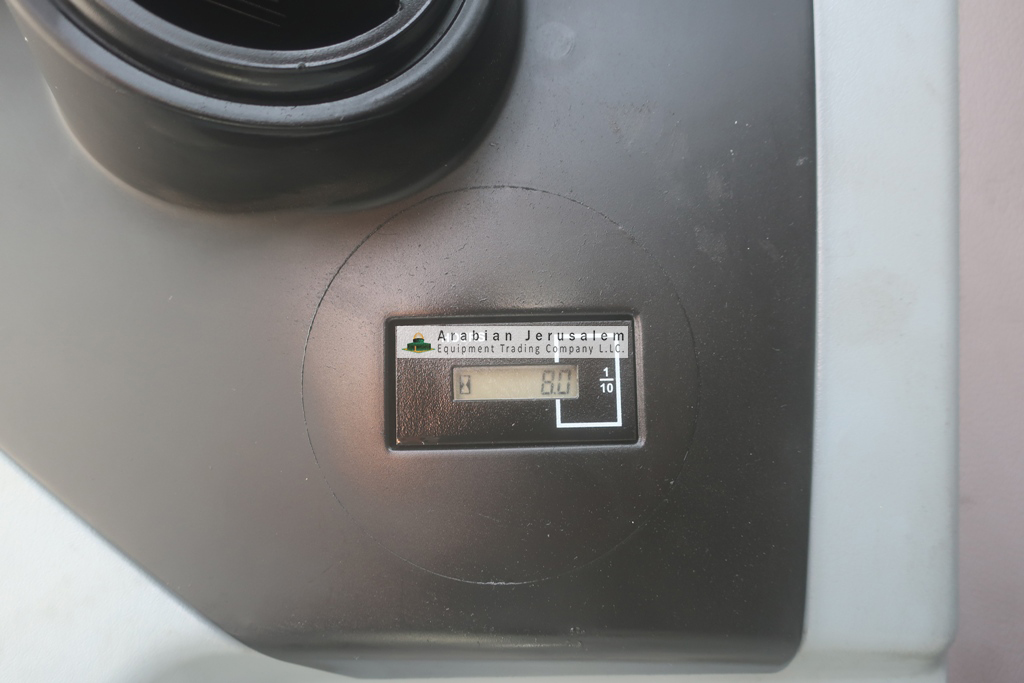 Arabian Jerusalem
Equipment Trading Company L.L.C.
8.0
1
10